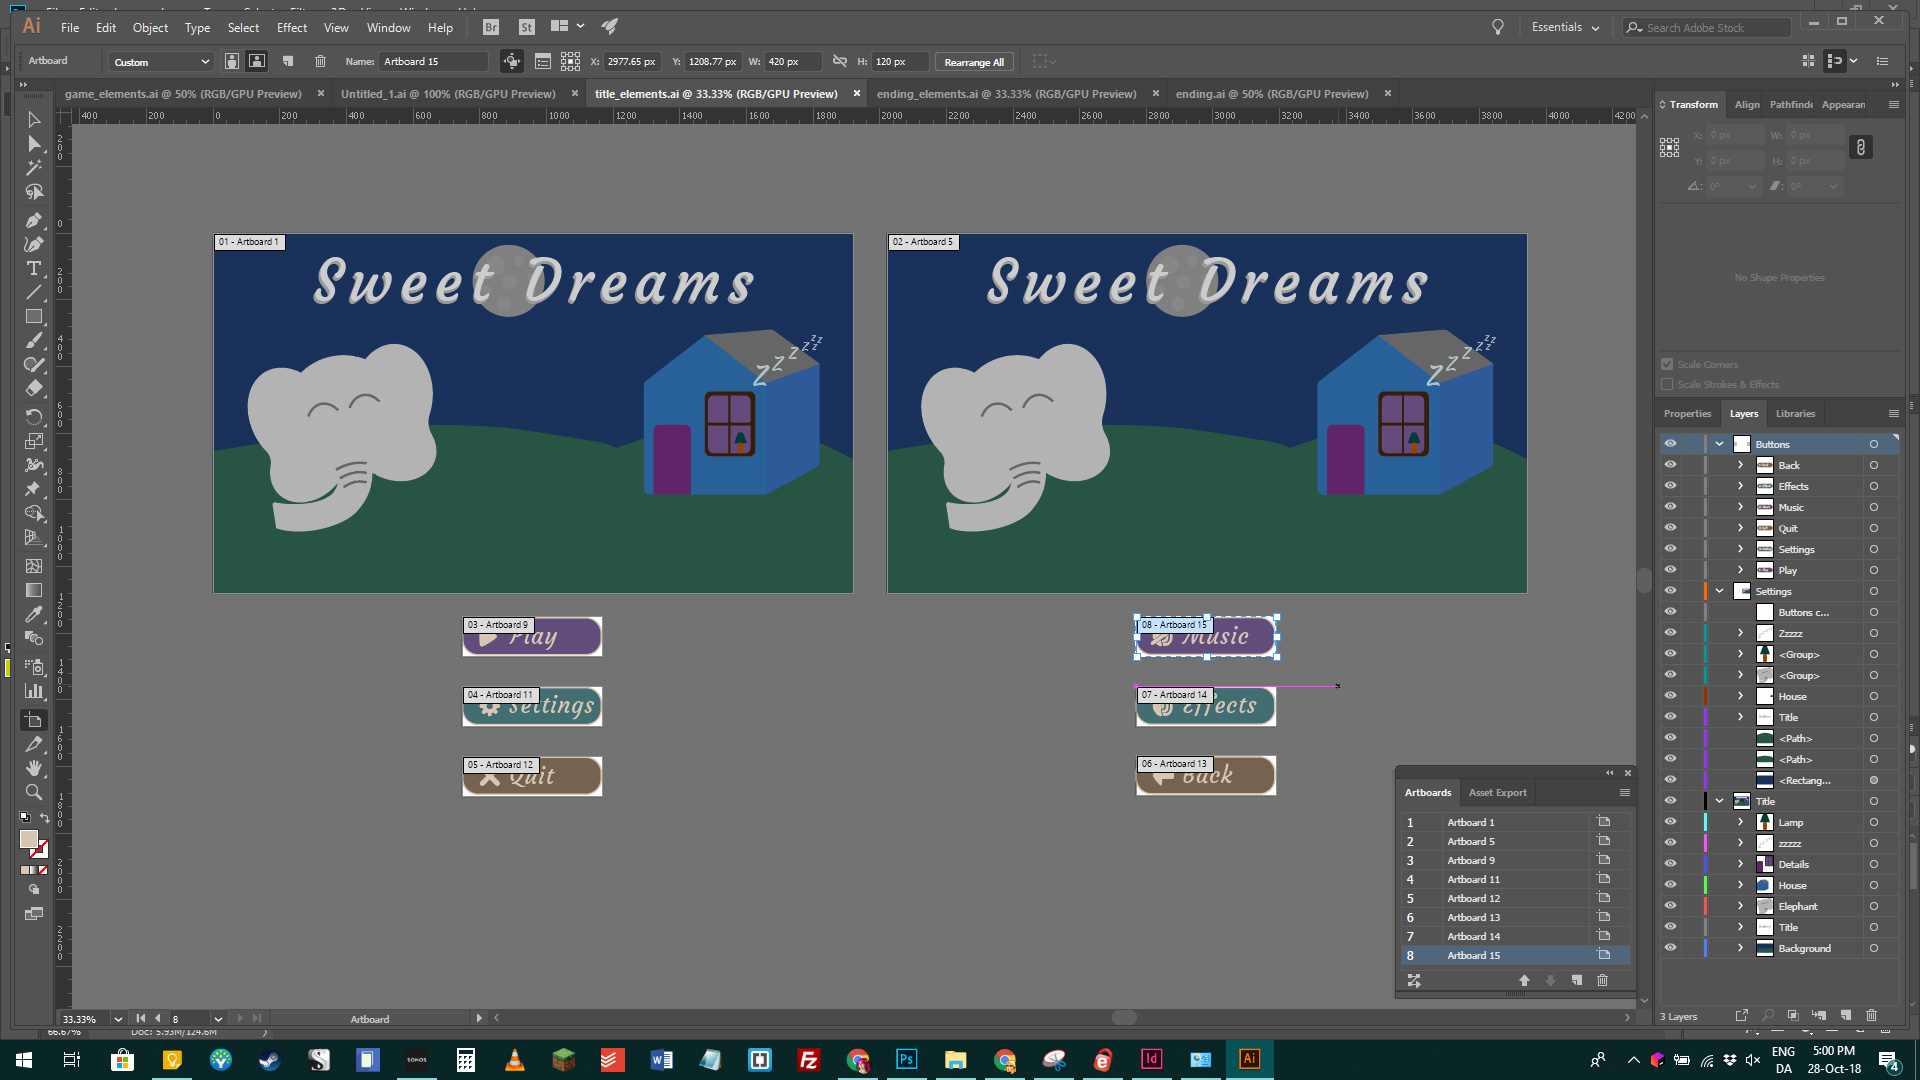 Ai File Edit Object Type Select Effect View Window Help Br St Essentials Search Adobe Stock
Artboard Custom Name: Artboard 15 X: 2977.65 px Y: 1208.77 px W: 420 px H: 120 px Rearrange All
game_elements.ai @ 50% (RGB/GPU Preview) Untitled_1.ai @ 100% (RGB/GPU Preview) title_elements.ai @ 33.33% (RGB/GPU Preview) ending_elements.ai @ 33.33% (RGB/GPU Preview) ending.ai @ 50% (RGB/GPU Preview)
400 200 0 200 400 600 800 1000 1200 1400 1600 1800 2000 2200 2400 2600 2800 3000 3200 3400 3600 3800 4000 4200
01 - Artboard 1
Sweet Dreams
Z Z Z Z Z Z
02 - Artboard 5
Sweet Dreams
Z Z Z Z Z Z
03 - Artboard 9
Play
04 - Artboard 11
Settings
05 - Artboard 12
Quit
08 - Artboard 15
Music
07 - Artboard 14
Effects
06 - Artboard 13
Back
Transform Align Pathfinde Appearan
X: 0 px W: 0 px
Y: 0 px H: 0 px
0° 0°
No Shape Properties
Scale Corners
Scale Strokes & Effects
Properties Layers Libraries
Buttons
Back
Effects
Music
Quit
Settings
Play
Settings
Buttons c...
Zzzzz
<Group>
<Group>
House
Title
<Path>
<Path>
<Rectang...
Title
Lamp
zzzzz
Details
House
Elephant
Title
Background
3 Layers
Artboards Asset Export
1 Artboard 1
2 Artboard 5
3 Artboard 9
4 Artboard 11
5 Artboard 12
6 Artboard 13
7 Artboard 14
8 Artboard 15
33.33% 8 Artboard
66.67% Doc: 5.93M/124.6M
SONOS Ps Id Ai
ENG 5:00 PM
DA 28-Oct-18 4